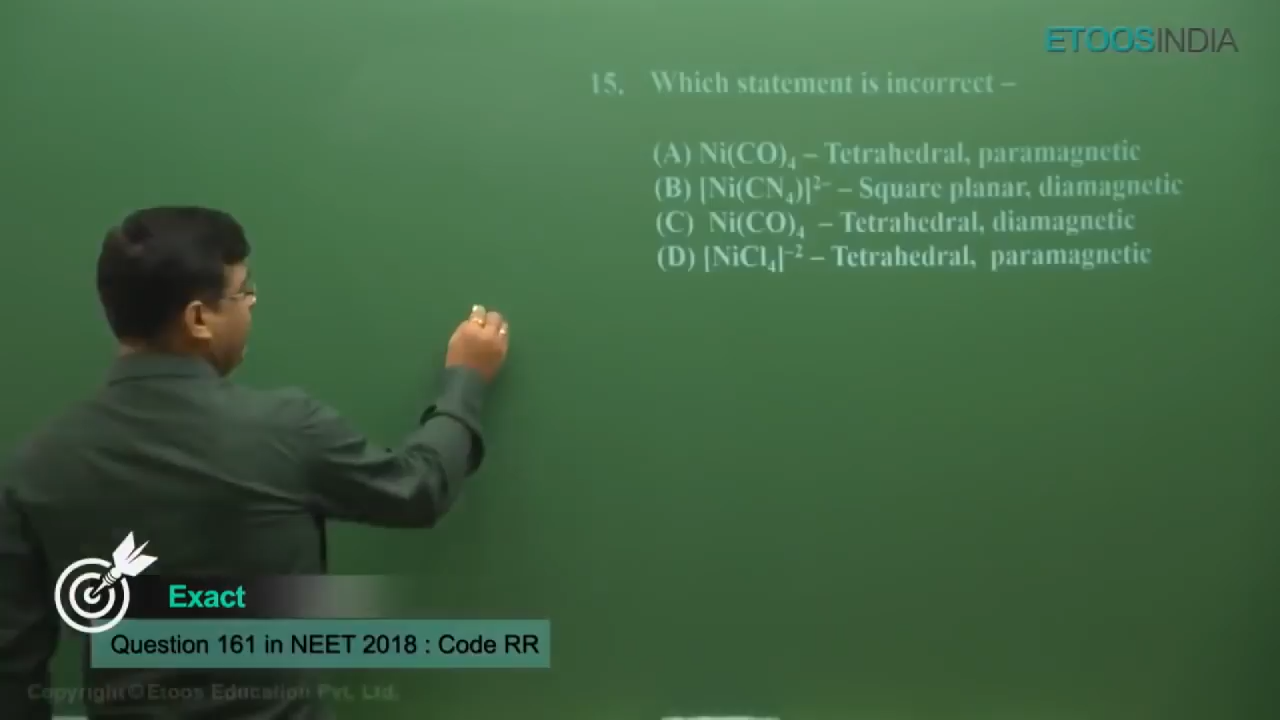 ETOOSINDIA
15. Which statement is incorrect –
(A) Ni(CO)₄ – Tetrahedral, paramagnetic
(B) [Ni(CN₄)]²⁻ – Square planar, diamagnetic
(C) Ni(CO)₄ – Tetrahedral, diamagnetic
(D) [NiCl₄]⁻² – Tetrahedral, paramagnetic
Exact
Question 161 in NEET 2018 : Code RR
Copyright © Etoos Education Pvt. Ltd.